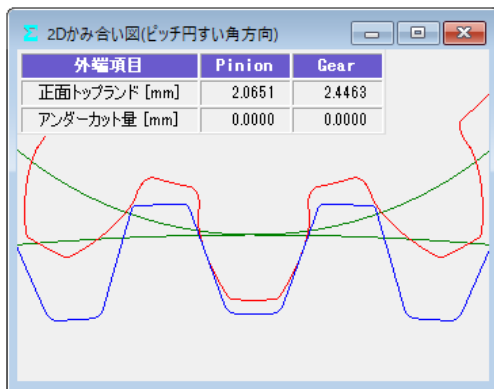 2Dかみ合い図(ピッチ円すい角方向)
外端項目 Pinion Gear
正面トップランド [mm] 2.0651 2.4463
アンダーカット量 [mm] 0.0000 0.0000